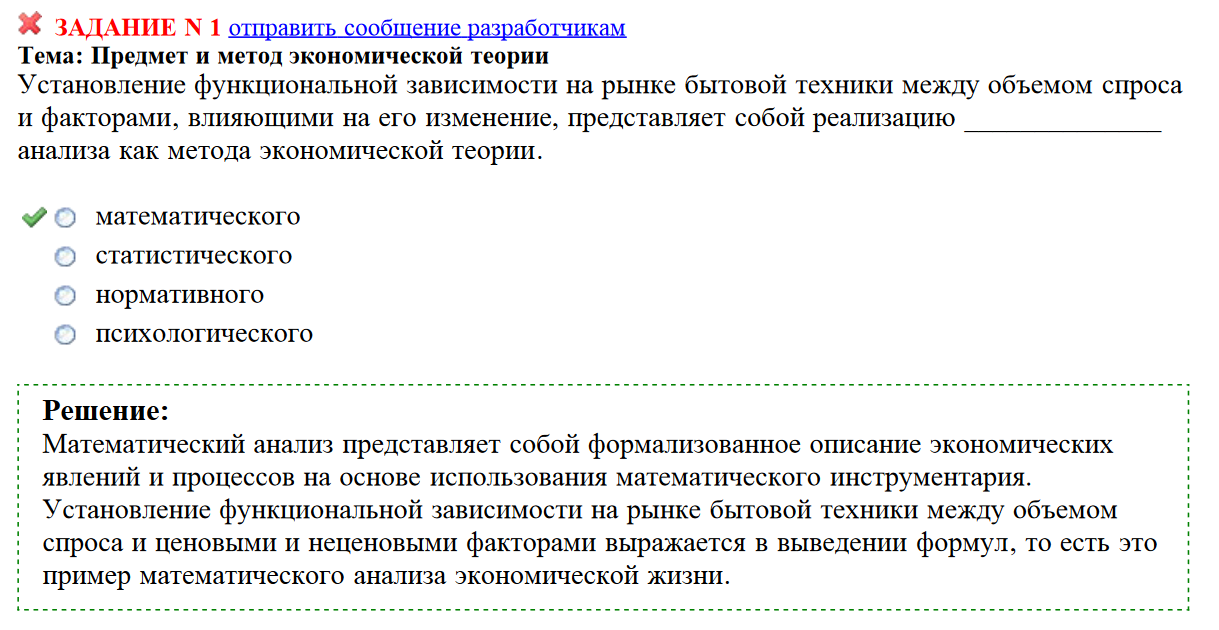 ЗАДАНИЕ N 1 отправить сообщение разработчикам
Тема: Предмет и метод экономической теории
Установление функциональной зависимости на рынке бытовой техники между объемом спроса
и факторами, влияющими на его изменение, представляет собой реализацию ______________
анализа как метода экономической теории.
математического
статистического
нормативного
психологического
Решение:
Математический анализ представляет собой формализованное описание экономических
явлений и процессов на основе использования математического инструментария.
Установление функциональной зависимости на рынке бытовой техники между объемом
спроса и ценовыми и неценовыми факторами выражается в выведении формул, то есть это
пример математического анализа экономической жизни.